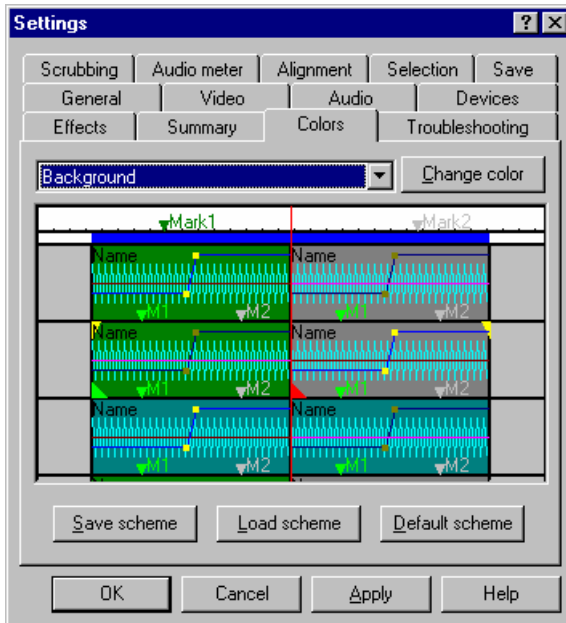 Settings
Scrubbing Audio meter Alignment Selection Save
General Video Audio Devices
Effects Summary Colors Troubleshooting
Background Change color
Mark1 Mark2
Name Name
M1 M2 M1 M2
Name Name
M1 M2 M1 M2
Name Name
M1 M2 M1 M2
Save scheme Load scheme Default scheme
OK Cancel Apply Help